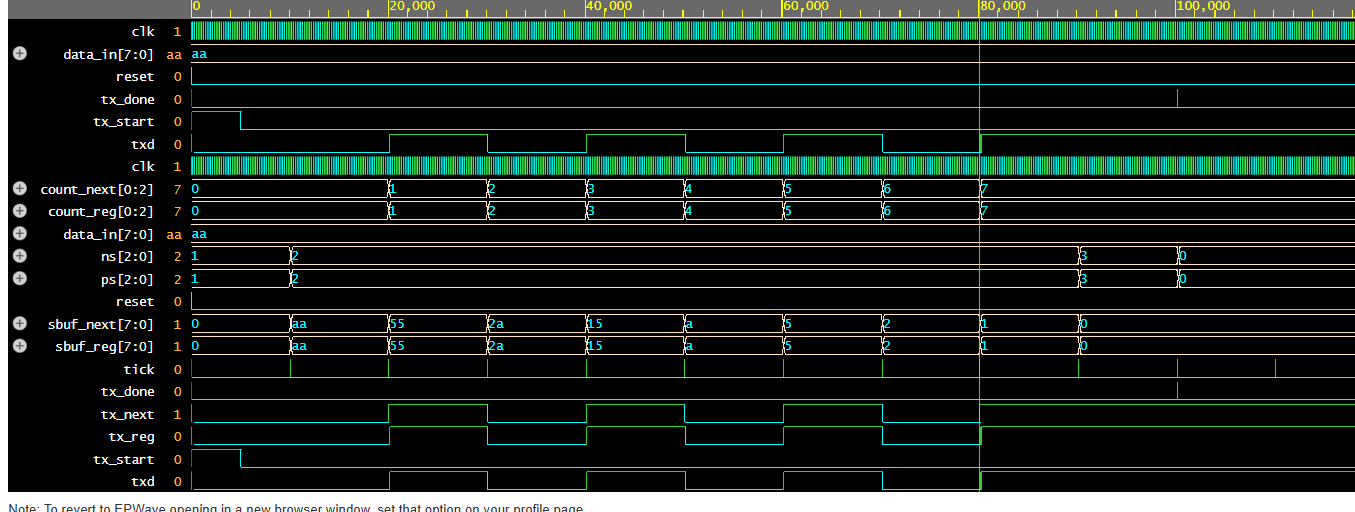 0 20,000 40,000 60,000 80,000 100,000
clk 1
data_in[7:0] aa aa
reset 0
tx_done 0
tx_start 0
txd 0
clk 1
count_next[0:2] 7 0 1 2 3 4 5 6 7
count_reg[0:2] 7 0 1 2 3 4 5 6 7
data_in[7:0] aa aa
ns[2:0] 2 1 2 3 0
ps[2:0] 2 1 2 3 0
reset 0
sbuf_next[7:0] 1 0 aa 55 2a 15 a 5 2 1 0
sbuf_reg[7:0] 1 0 aa 55 2a 15 a 5 2 1 0
tick 0
tx_done 0
tx_next 1
tx_reg 0
tx_start 0
txd 0
Note: To revert to EPWave opening in a new browser window, set that option on your profile page